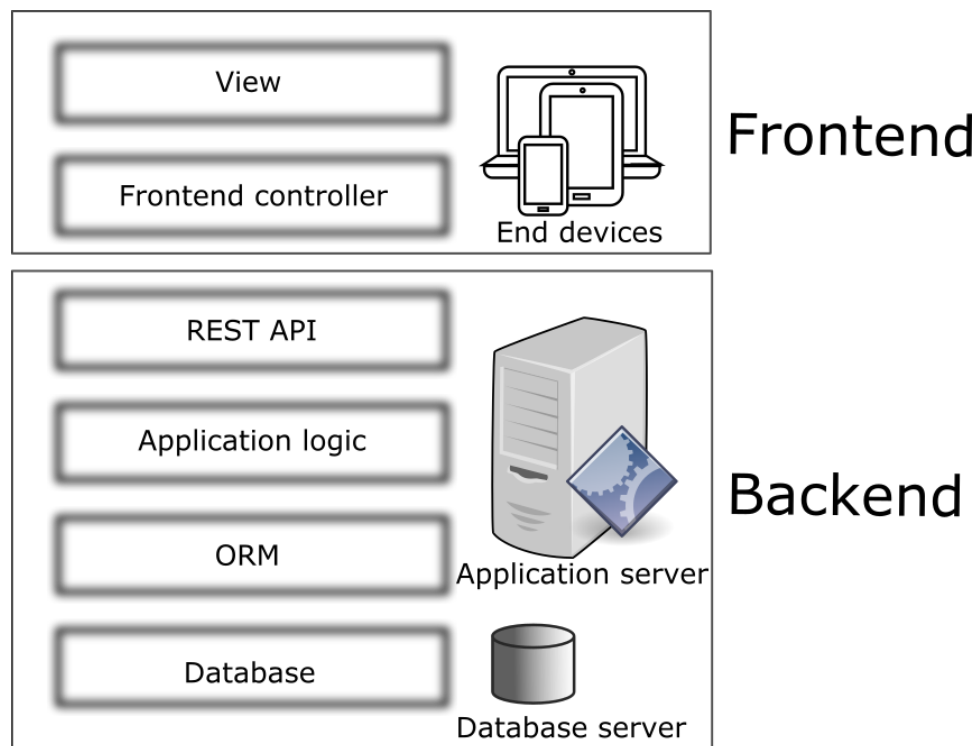 View
Frontend controller
End devices
Frontend
REST API
Application logic
ORM
Application server
Database
Database server
Backend